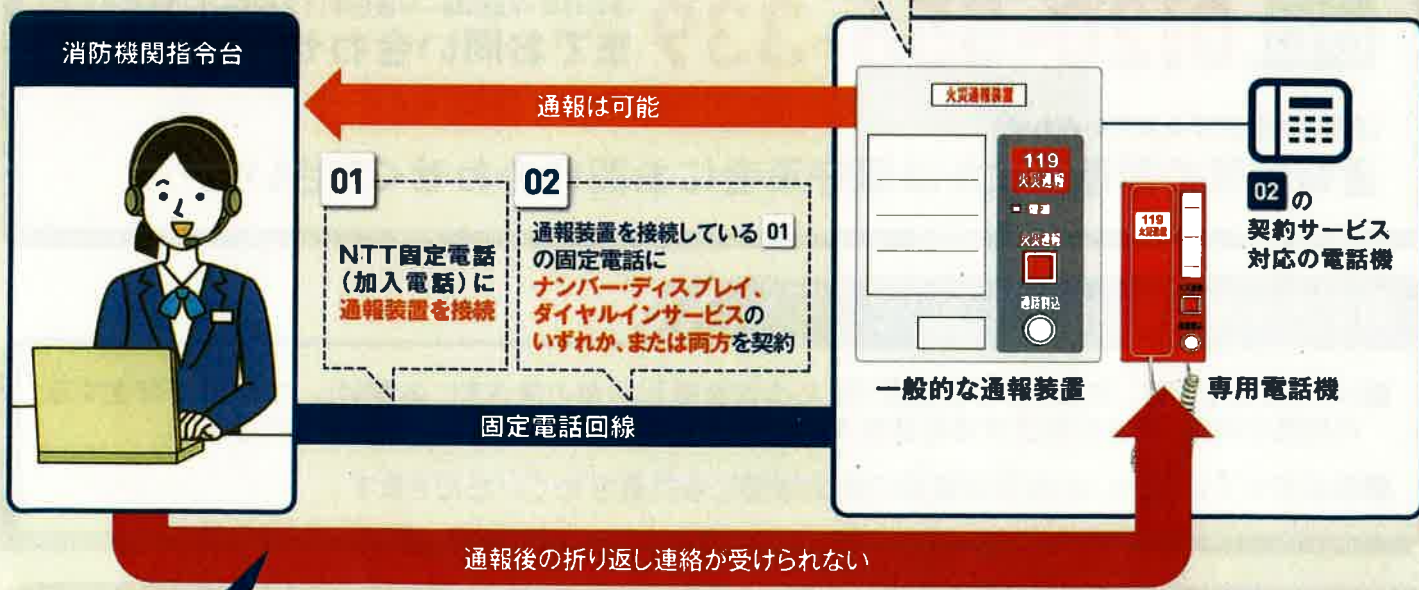 消防機関指令台
通報は可能
01
NTT固定電話
(加入電話)に
通報装置を接続
02
通報装置を接続している 01
の固定電話に
ナンバー・ディスプレイ、
ダイヤルインサービスの
いずれか、または両方を契約
固定電話回線
火災通報装置
119
火災通報
電源
火災通報
一般的な通報装置
119
火災通報
専用電話機
02 の
契約サービス
対応の電話機
通報後の折り返し連絡が受けられない